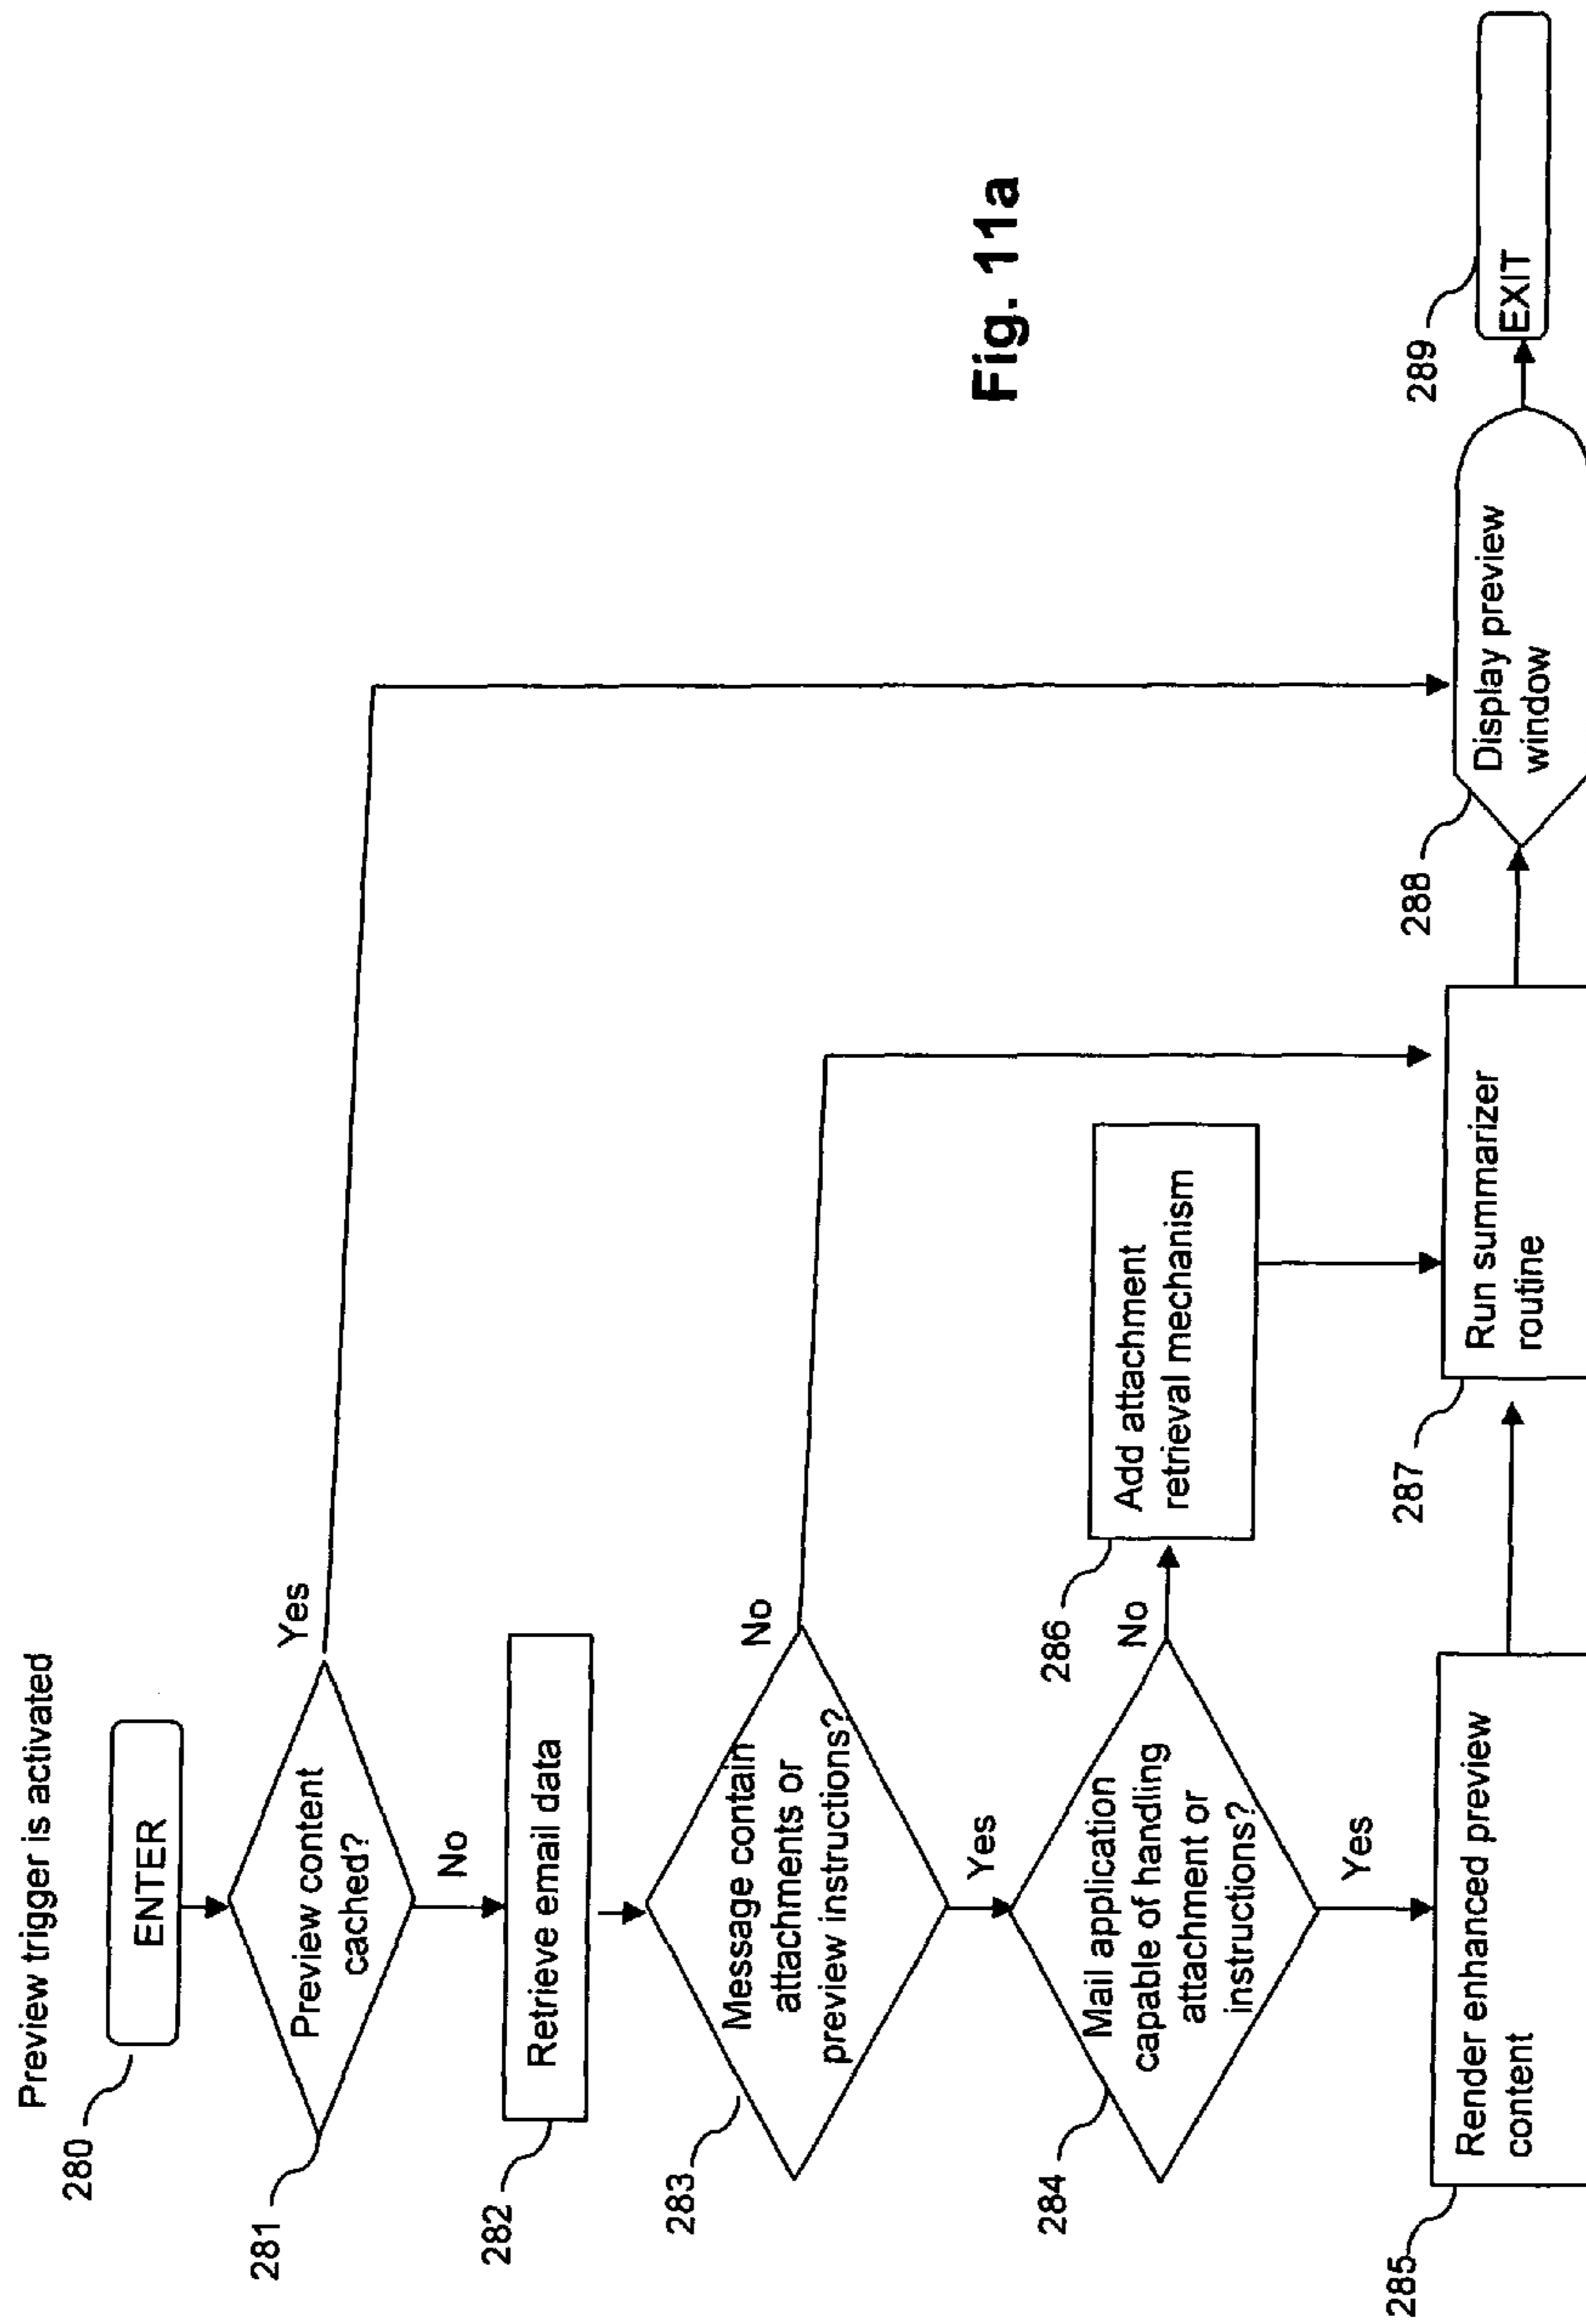 Preview trigger is activated
280
ENTER
281
Preview content
cached?
Yes
No
282
Retrieve email data
283
Message contain
attachments or
preview instructions?
No
Yes
284
Mail application
capable of handling
attachment or
instructions?
No
Yes
286
Add attachment
retrieval mechanism
285
Render enhanced preview
content
287
Run summarizer
routine
288
Display preview
window
289
EXIT
Fig. 11a